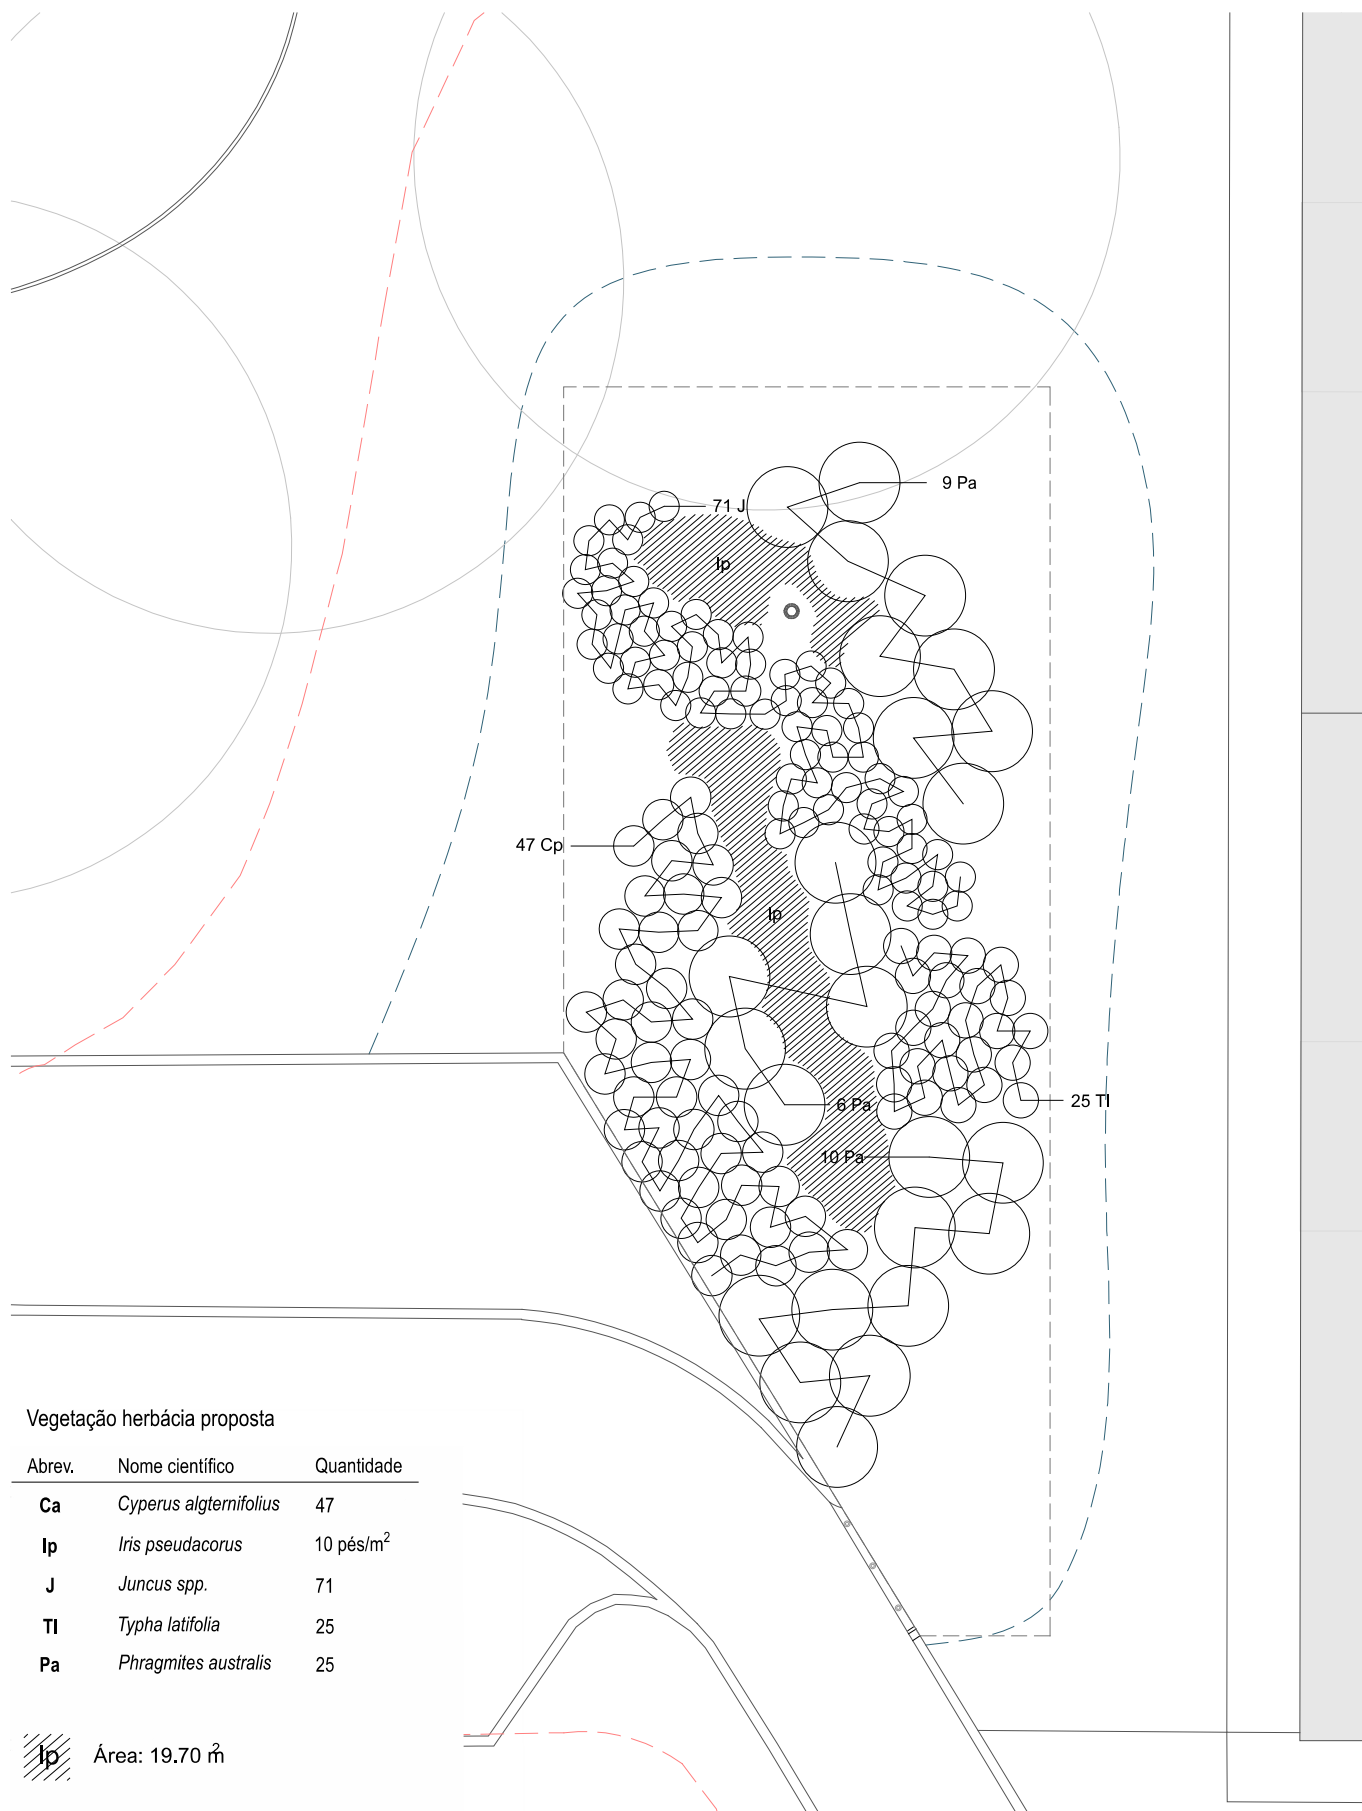 9 Pa
71 J
Ip
47 Cp
Ip
25 Tl
6 Pa
10 Pa
Vegetação herbácia proposta
Abrev. Nome científico Quantidade
Ca Cyperus algternifolius 47
Ip Iris pseudacorus 10 pés/m²
J Juncus spp. 71
Tl Typha latifolia 25
Pa Phragmites australis 25
Ip Área: 19.70 m²